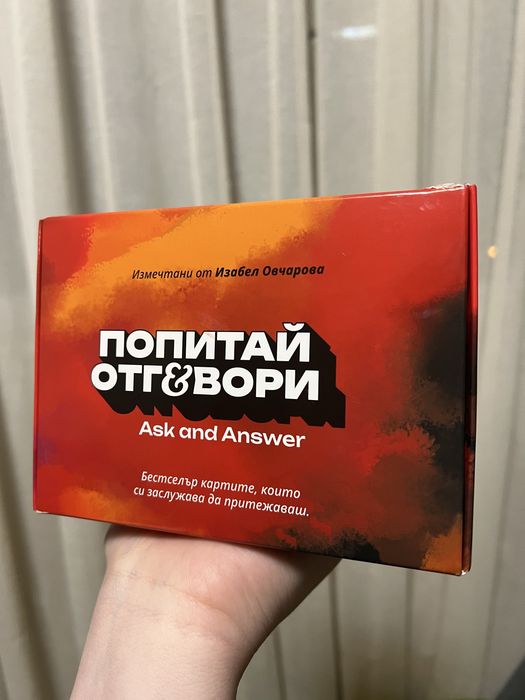 Измечтани от Изабел Овчарова
ПОПИТАЙ
ОТГ&ВОРИ
Ask and Answer
Бестселър картите, които
си заслужава да притежаваш.